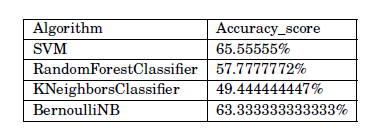 Algorithm Accuracy_score
SVM 65.55555%
RandomForestClassifier 57.7777772%
KNeighborsClassifier 49.444444447%
BernoulliNB 63.333333333333%